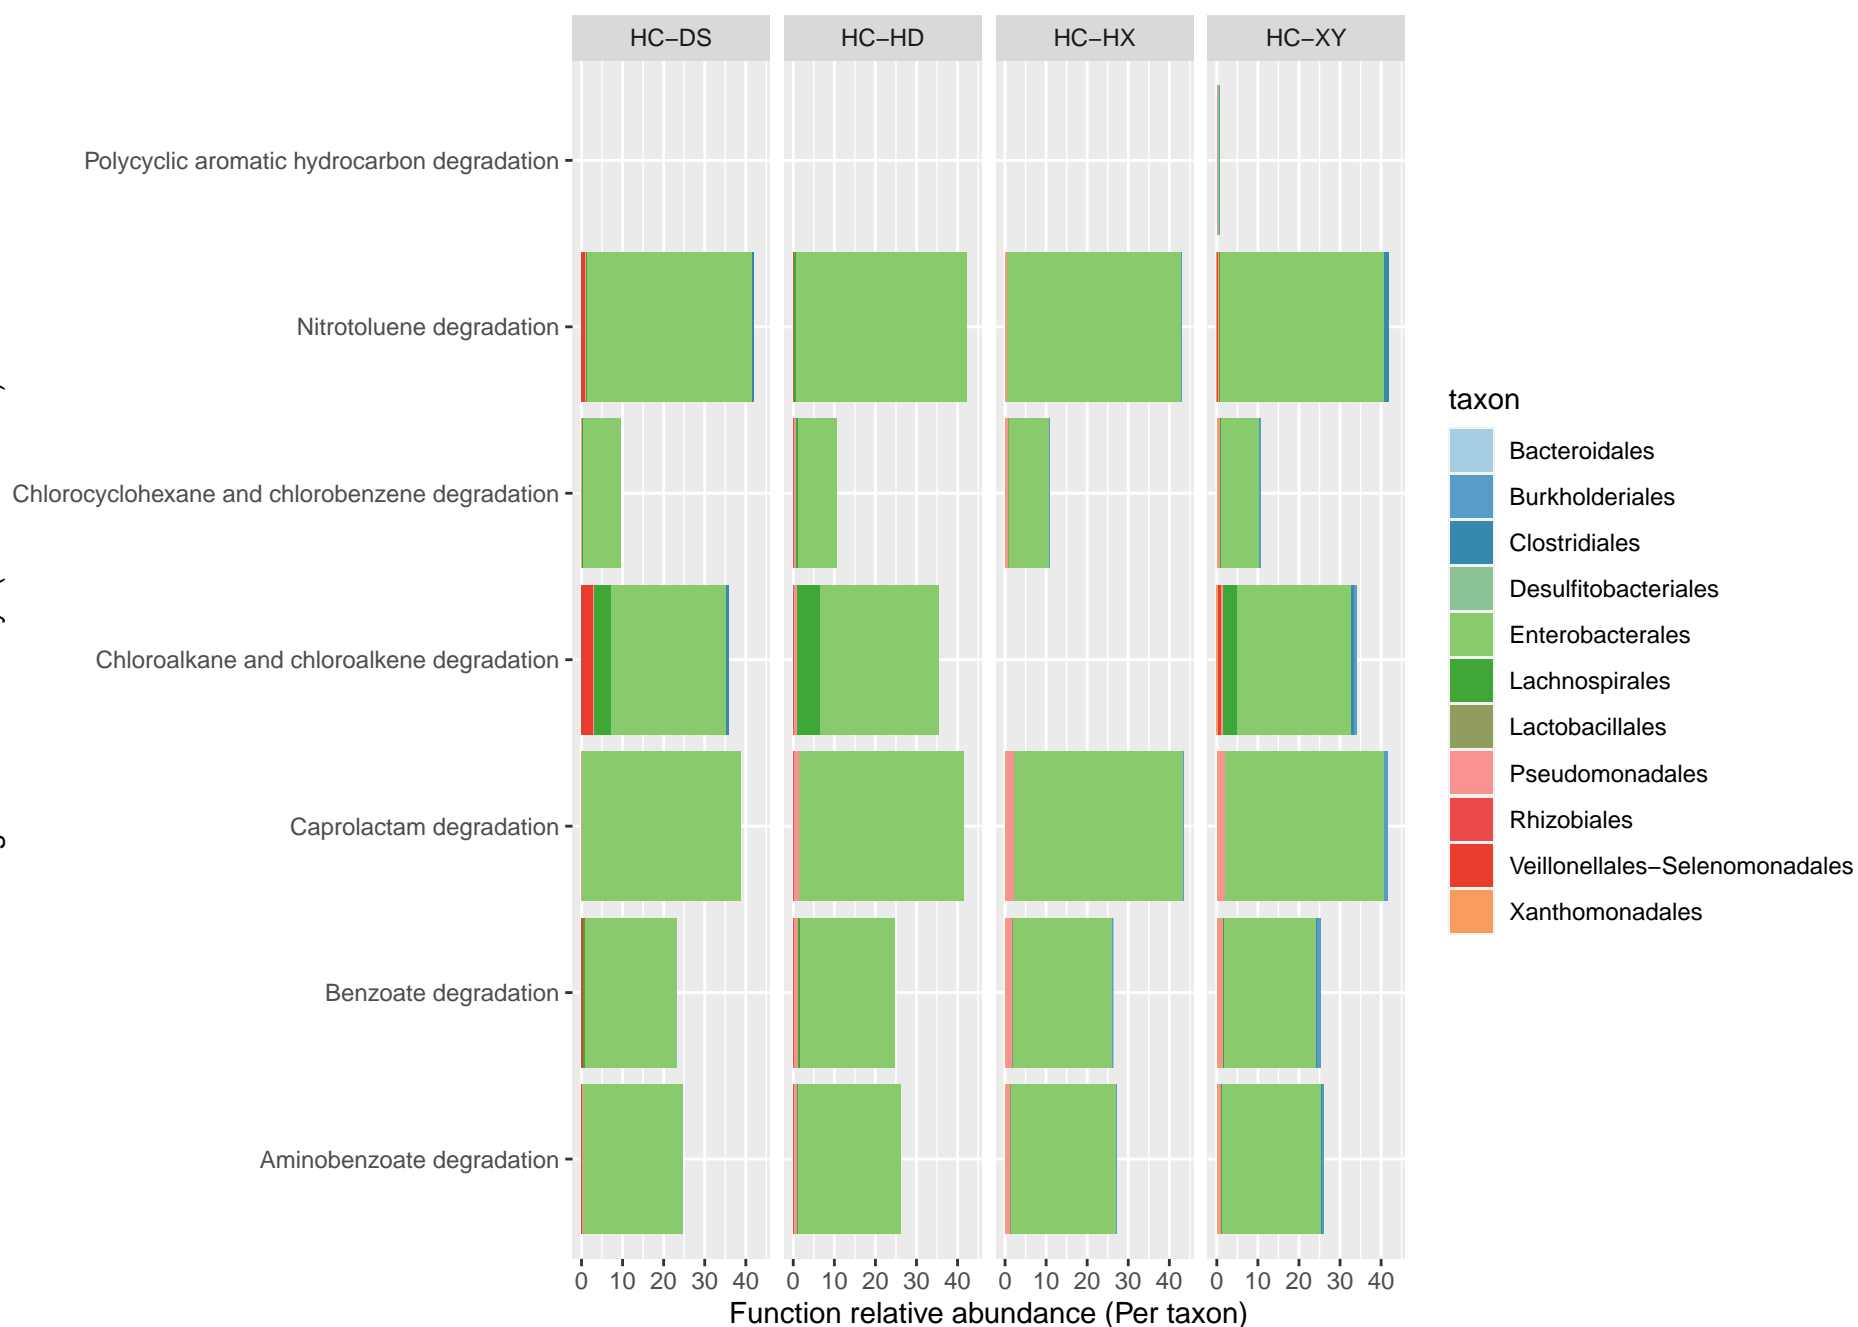 HC−DS HC−HD HC−HX HC−XY
Polycyclic aromatic hydrocarbon degradation
Nitrotoluene degradation
Chlorocyclohexane and chlorobenzene degradation
Chloroalkane and chloroalkene degradation
Caprolactam degradation
Benzoate degradation
Aminobenzoate degradation
0 10 20 30 40 0 10 20 30 40 0 10 20 30 40 0 10 20 30 40
Function relative abundance (Per taxon)
taxon
Bacteroidales
Burkholderiales
Clostridiales
Desulfitobacteriales
Enterobacterales
Lachnospirales
Lactobacillales
Pseudomonadales
Rhizobiales
Veillonellales−Selenomonadales
Xanthomonadales